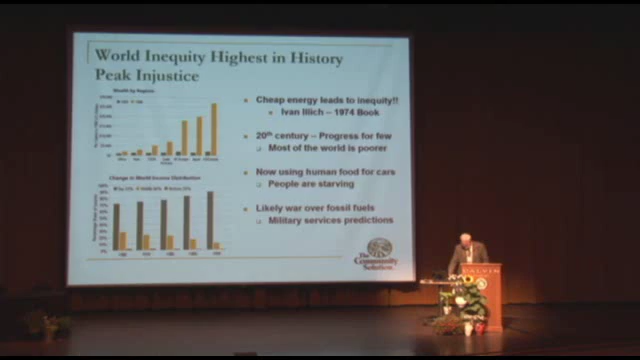 World Inequity Highest in History
Peak Injustice
Wealth by Region
Cheap energy leads to inequity!!
Ivan Illich -- 1974 Book
20th century -- Progress for few
Most of the world is poorer
Change in World Income Distribution
Now using human food for cars
People are starving
Likely war over fossil fuels
Military services predictions
The
Community
Solution
CALVIN